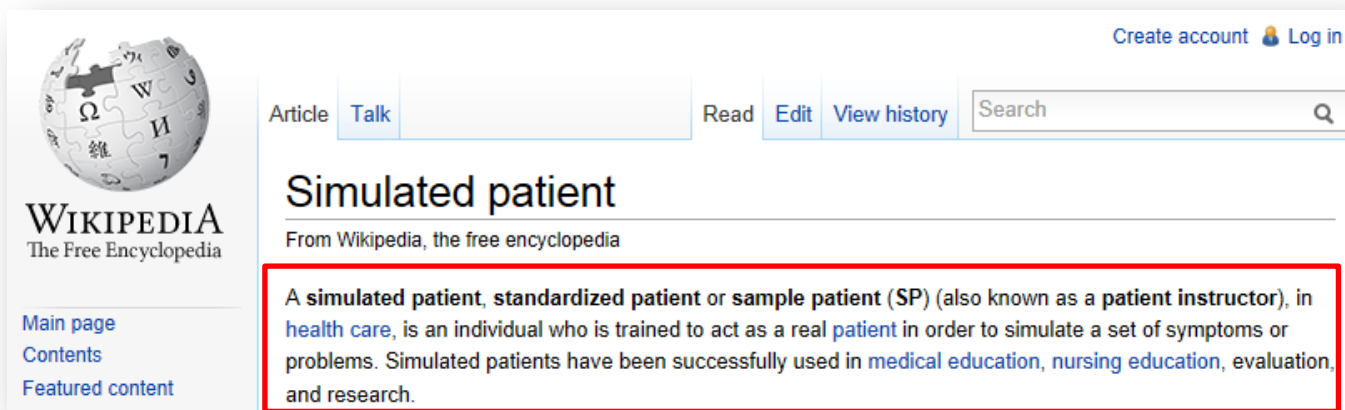 Create account Log in
Article Talk Read Edit View history Search
Simulated patient
From Wikipedia, the free encyclopedia
A simulated patient, standardized patient or sample patient (SP) (also known as a patient instructor), in
health care, is an individual who is trained to act as a real patient in order to simulate a set of symptoms or
problems. Simulated patients have been successfully used in medical education, nursing education, evaluation,
and research.
Ω W И
維 7
WIKIPEDIA
The Free Encyclopedia
Main page
Contents
Featured content